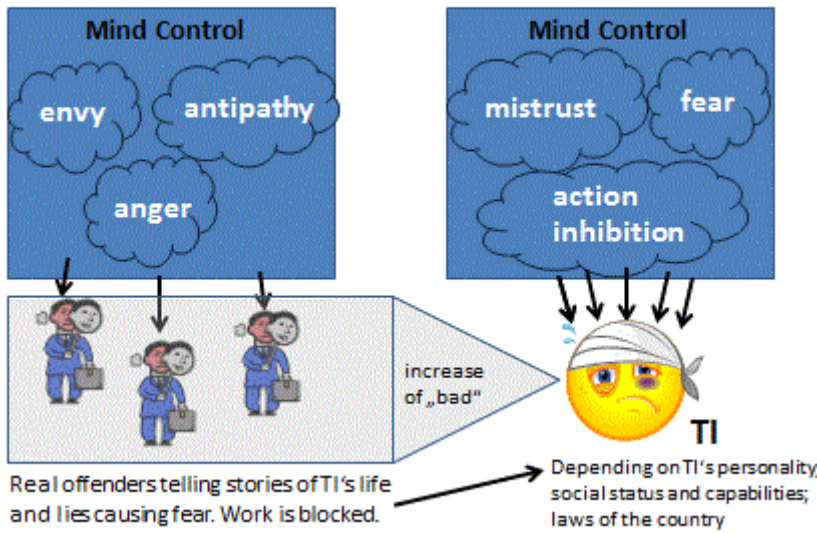 Mind Control
envy
antipathy
anger
Mind Control
mistrust
fear
action
inhibition
increase
of „bad“
TI
Real offenders telling stories of TI‘s life
and lies causing fear. Work is blocked.
Depending on TI‘s personality,
social status and capabilities;
laws of the country